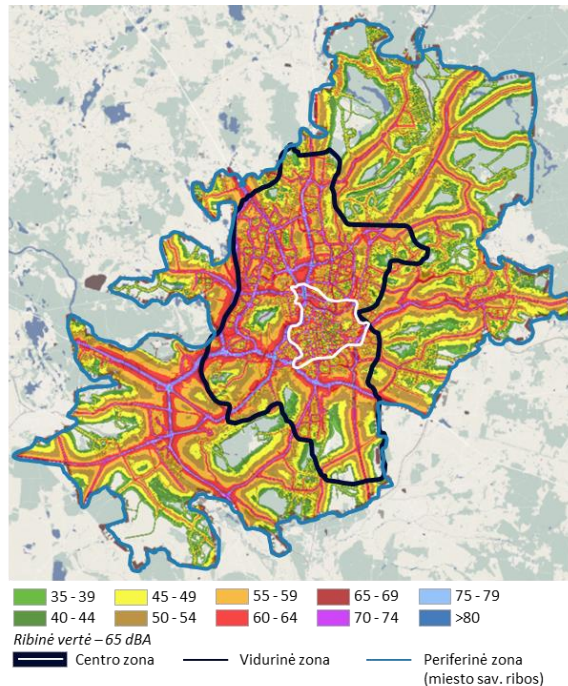 35 - 39 45 - 49 55 - 59 65 - 69 75 - 79
40 - 44 50 - 54 60 - 64 70 - 74 >80
Ribinė vertė – 65 dBA
Centro zona Vidurinė zona Periferinė zona
(miesto sav. ribos)